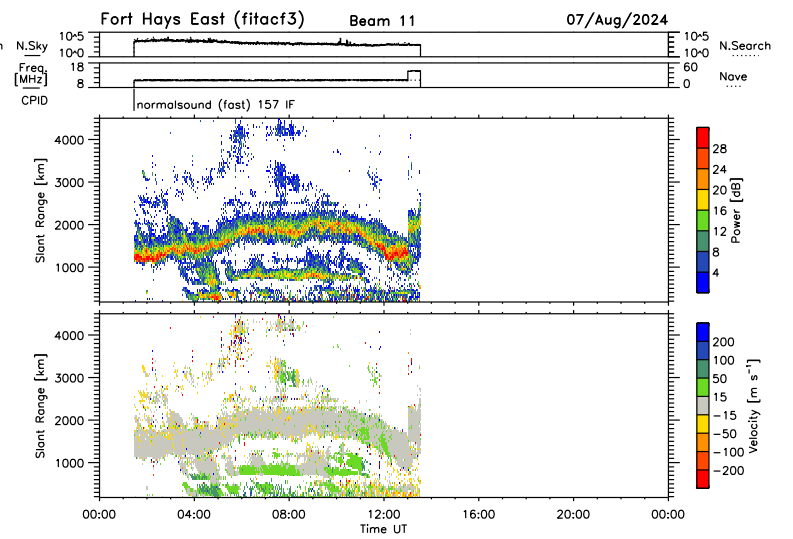 Fort Hays East (fitacf3) Beam 11 07/Aug/2024
N.Sky 10^5 10^0 10^5 10^0 N.Search
Freq. [MHz] 18 8 60 0 Nave
CPID normalsound (fast) 157 IF
Slant Range [km] 4000 3000 2000 1000
28 24 20 16 12 8 4 Power [dB]
Slant Range [km] 4000 3000 2000 1000
200 100 50 15 -15 -50 -100 -200 Velocity [m s⁻¹]
00:00 04:00 08:00 12:00 16:00 20:00 00:00
Time UT